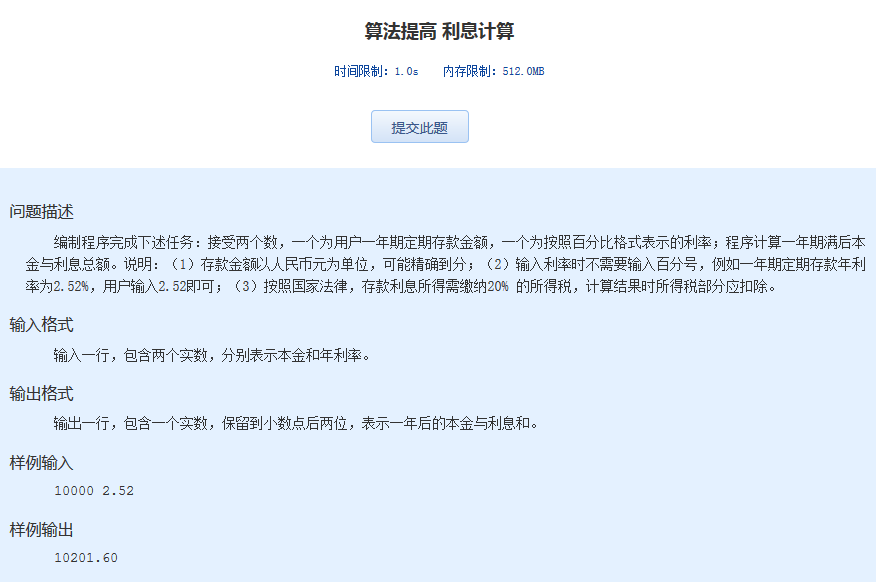 算法提高 利息计算
时间限制：1.0s 内存限制：512.0MB
提交此题
问题描述
编制程序完成下述任务：接受两个数，一个为用户一年期定期存款金额，一个为按照百分比格式表示的利率；程序计算一年期满后本
金与利息总额。说明：（1）存款金额以人民币元为单位，可能精确到分；（2）输入利率时不需要输入百分号，例如一年期定期存款年利
率为2.52%，用户输入2.52即可；（3）按照国家法律，存款利息所得需缴纳20% 的所得税，计算结果时所得税部分应扣除。
输入格式
输入一行，包含两个实数，分别表示本金和年利率。
输出格式
输出一行，包含一个实数，保留到小数点后两位，表示一年后的本金与利息和。
样例输入
10000 2.52
样例输出
10201.60